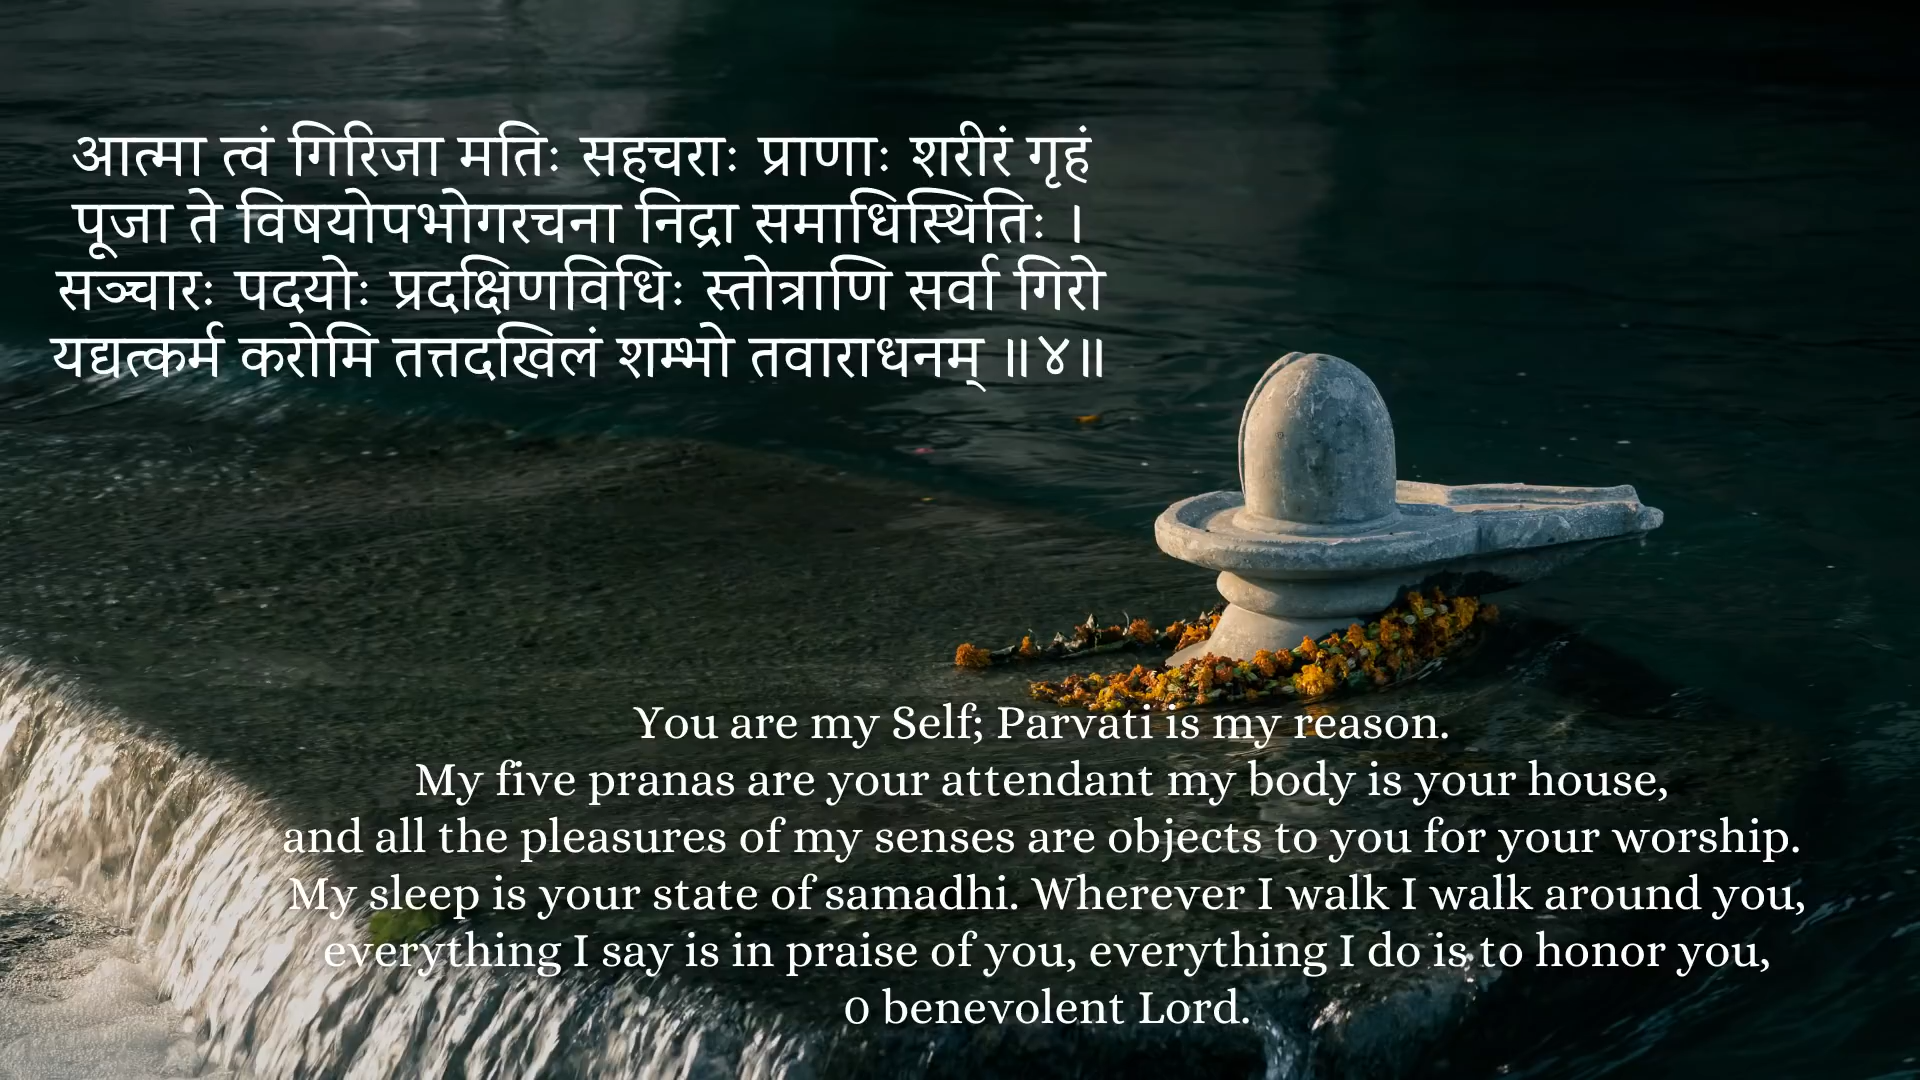 आत्मा त्वं गिरिजा मतिः सहचराः प्राणाः शरीरं गृहं
पूजा ते विषयोपभोगरचना निद्रा समाधिस्थितिः ।
सञ्चारः पदयोः प्रदक्षिणविधिः स्तोत्राणि सर्वा गिरो
यद्यत्कर्म करोमि तत्तदखिलं शम्भो तवाराधनम् ॥४॥
You are my Self; Parvati is my reason.
My five pranas are your attendant my body is your house,
and all the pleasures of my senses are objects to you for your worship.
My sleep is your state of samadhi. Wherever I walk I walk around you,
everything I say is in praise of you, everything I do is to honor you,
0 benevolent Lord.